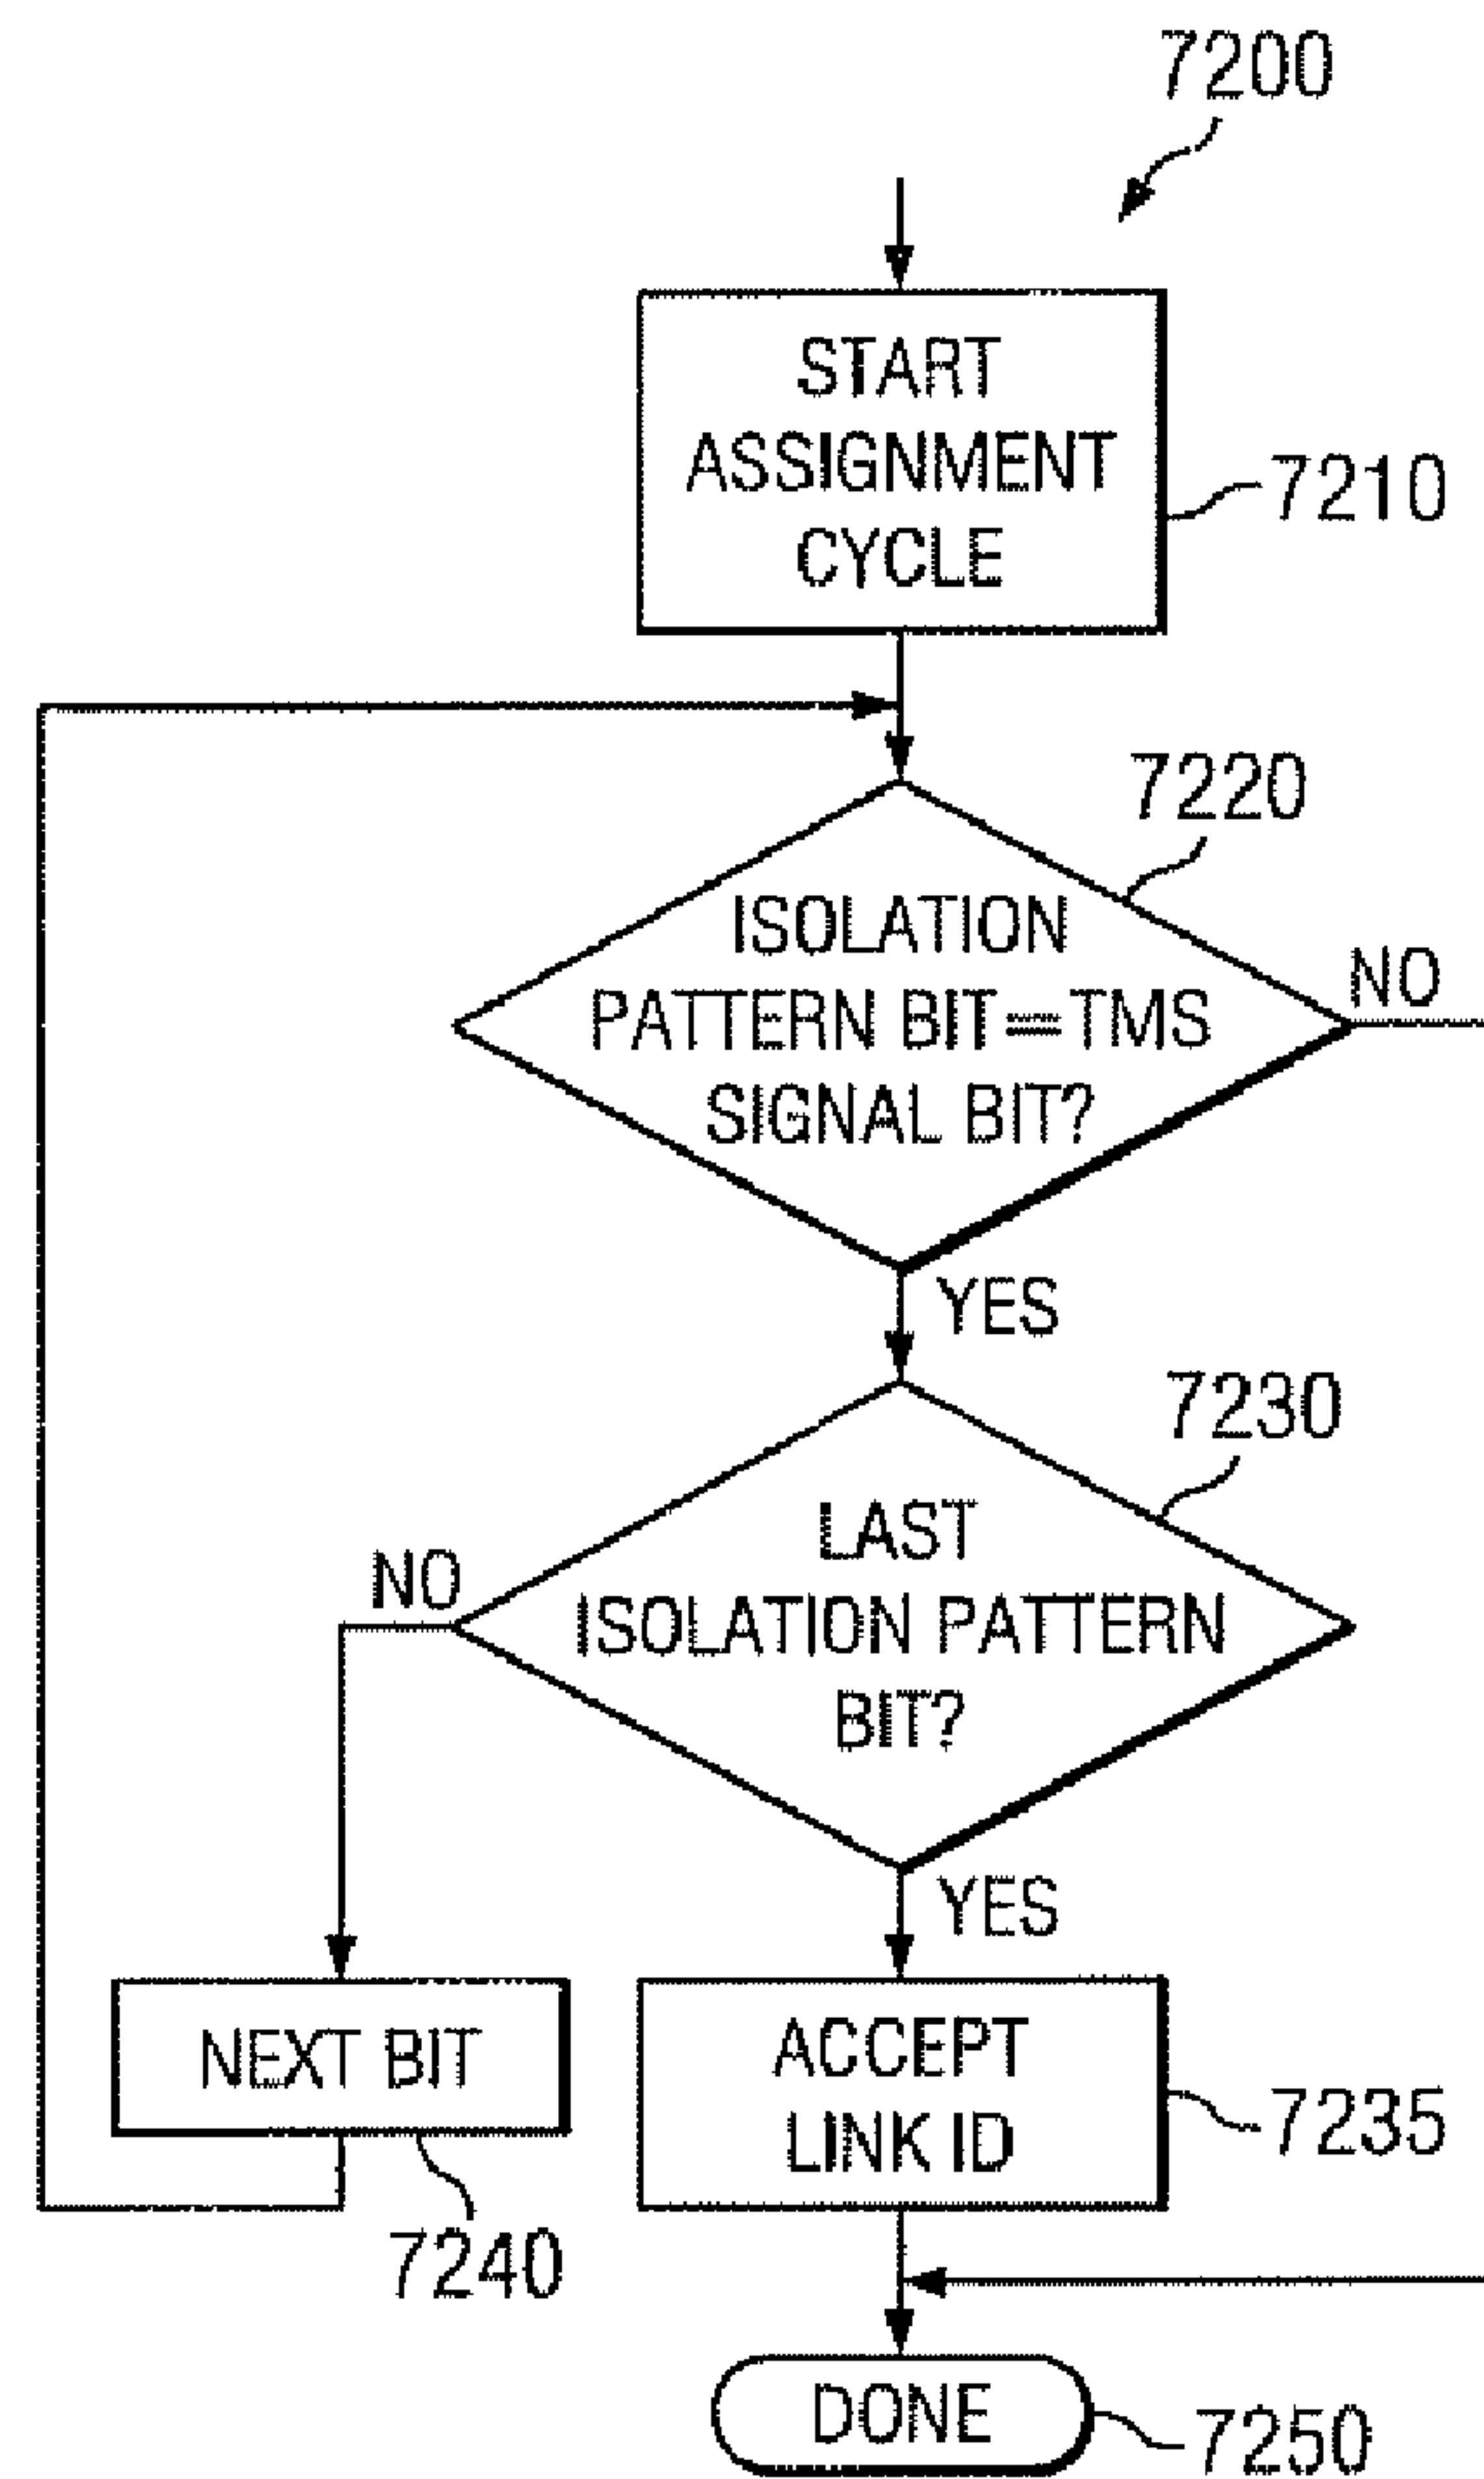 7200
START
ASSIGNMENT
CYCLE
7210
7220
ISOLATION
PATTERN BIT=TMS
SIGNAL BIT?
NO
YES
7230
LAST
ISOLATION PATTERN
BIT?
NO
YES
NEXT BIT
7240
ACCEPT
LINK ID
7235
DONE
7250